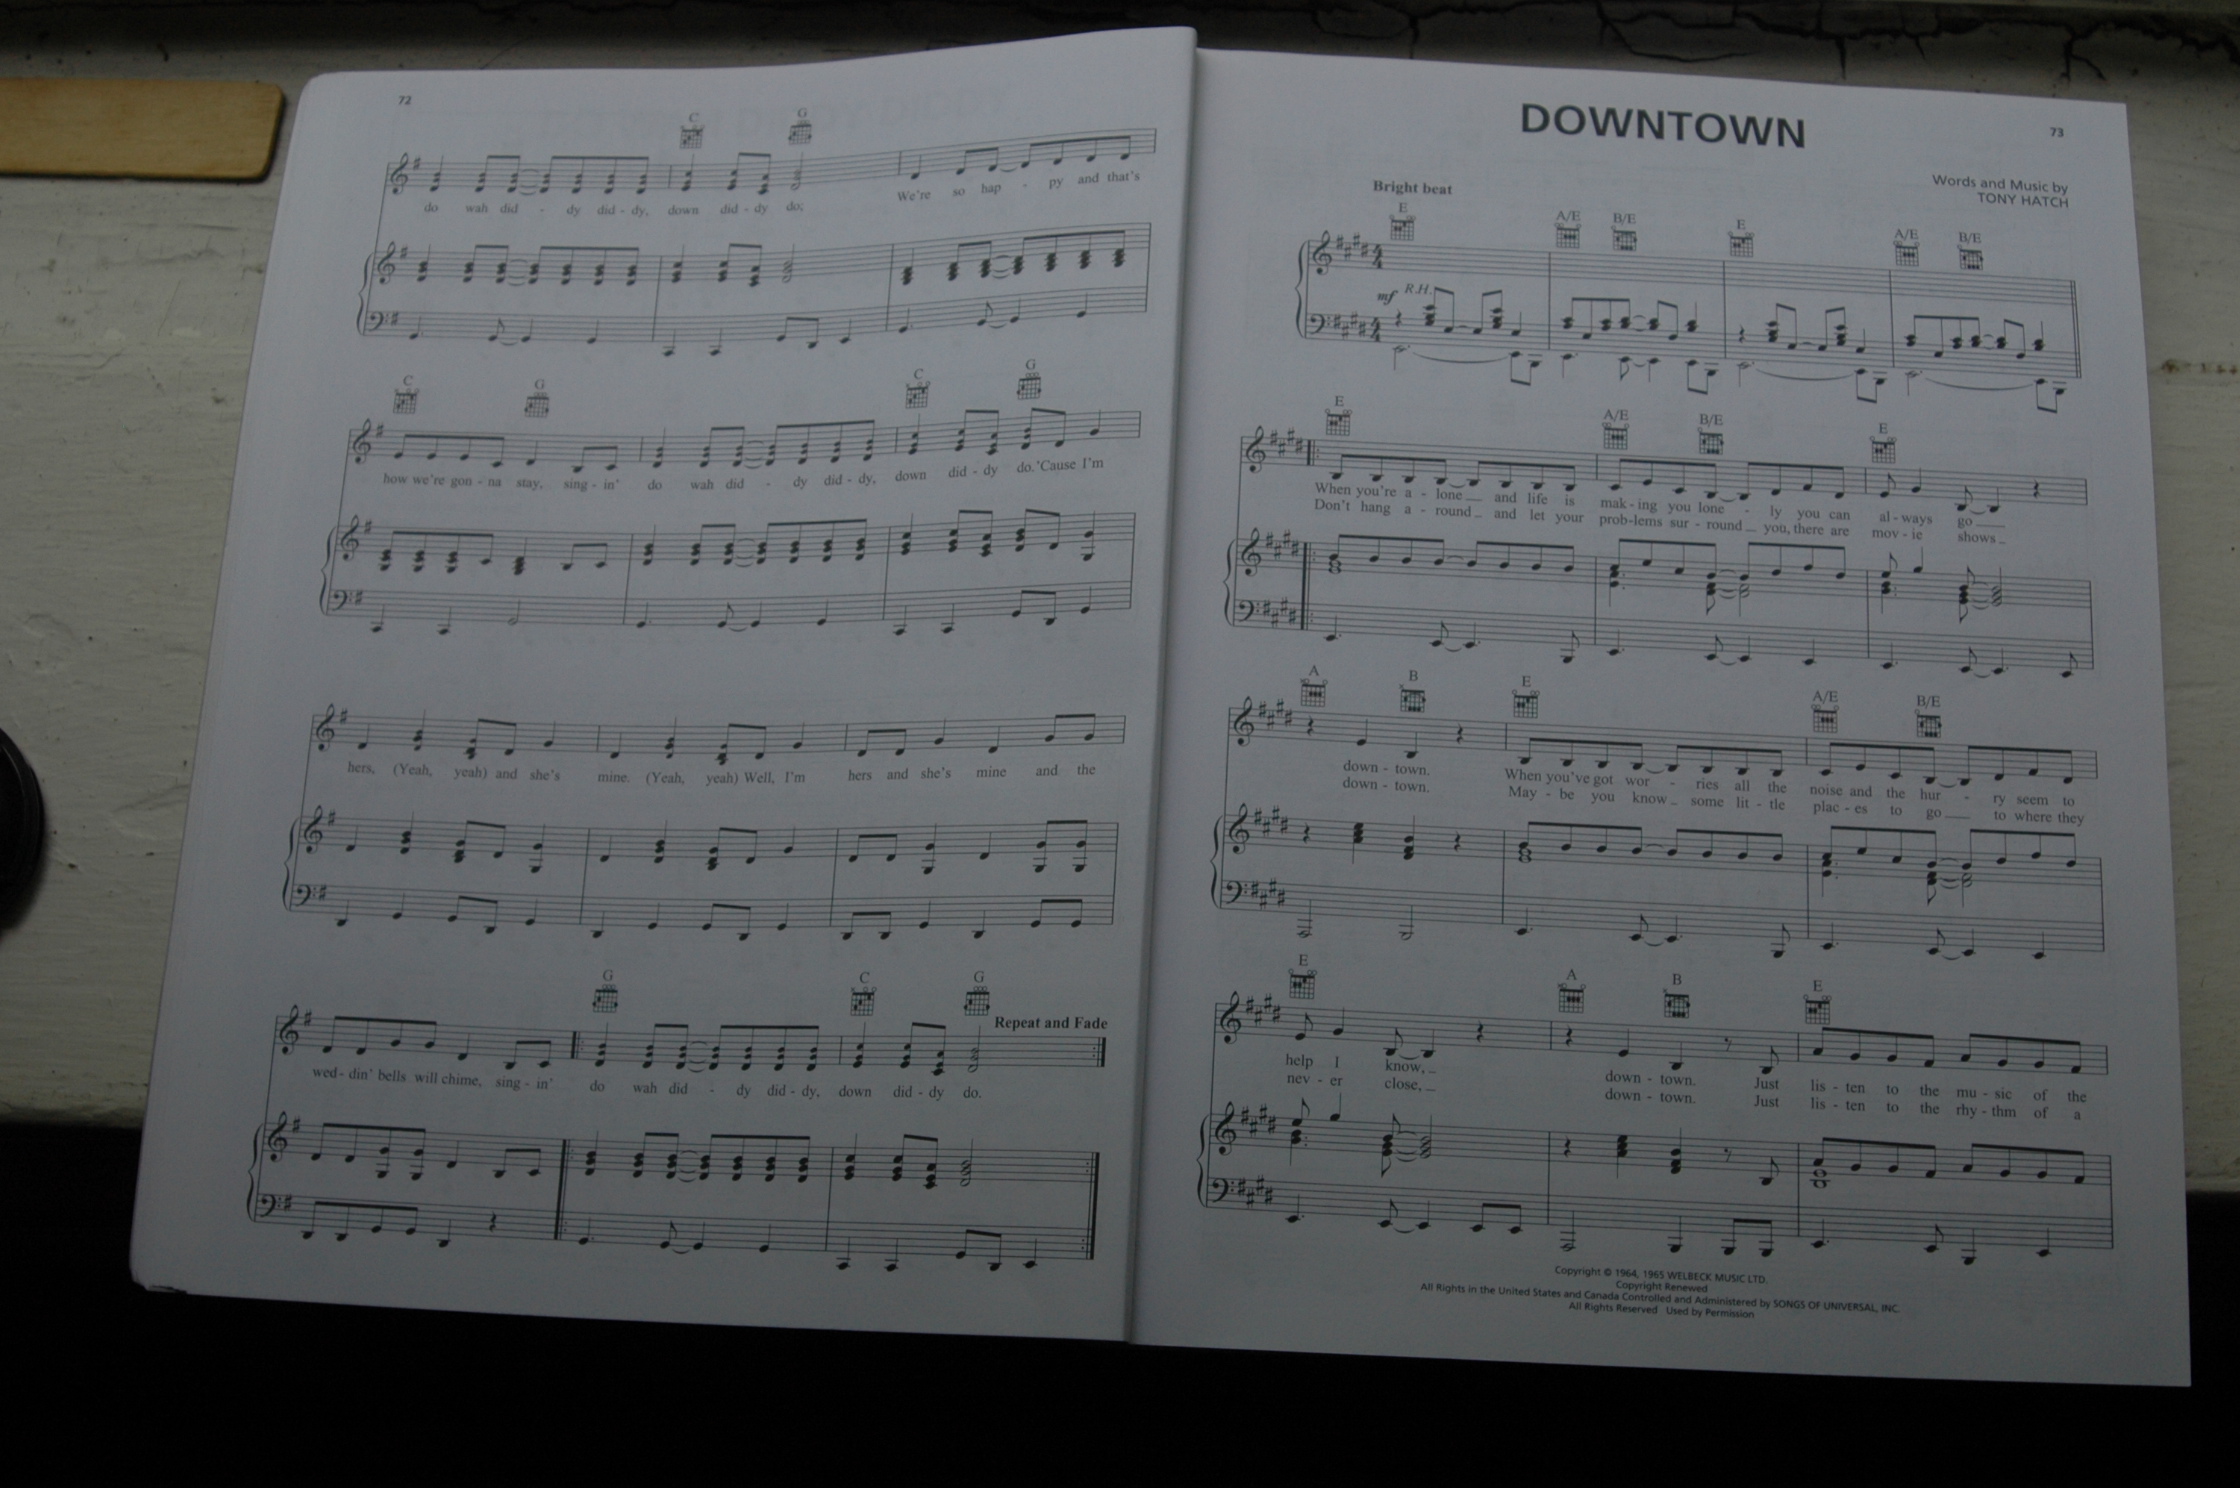 72
C G
do wah did - dy did - dy, down did - dy do; We're so hap - py and that's
C G C G
how we're gon - na stay, sing - in' do wah did - dy did - dy, down did - dy do. 'Cause I'm
hers, (Yeah, yeah) and she's mine. (Yeah, yeah) Well, I'm hers and she's mine and the
G C G Repeat and Fade
wed - din' bells will chime, sing - in' do wah did - dy did - dy, down did - dy do.
73
DOWNTOWN
Words and Music by
TONY HATCH
Bright beat
E A/E B/E E A/E B/E
mf R.H.
E A/E B/E E
When you're a - lone and life is mak - ing you lone - ly you can al - ways go
Don't hang a - round and let your prob - lems sur - round you, there are mov - ie shows
A B E A/E B/E
down - town. When you've got wor - ries all the noise and the hur - ry seem to
down - town. May - be you know some lit - tle plac - es to go to where they
E A B E
help I know, down - town. Just lis - ten to the mu - sic of the
nev - er close, down - town. Just lis - ten to the rhy - thm of a
Copyright © 1964, 1965 WELBECK MUSIC LTD.
Copyright Renewed
All Rights in the United States and Canada Controlled and Administered by SONGS OF UNIVERSAL, INC.
All Rights Reserved Used by Permission